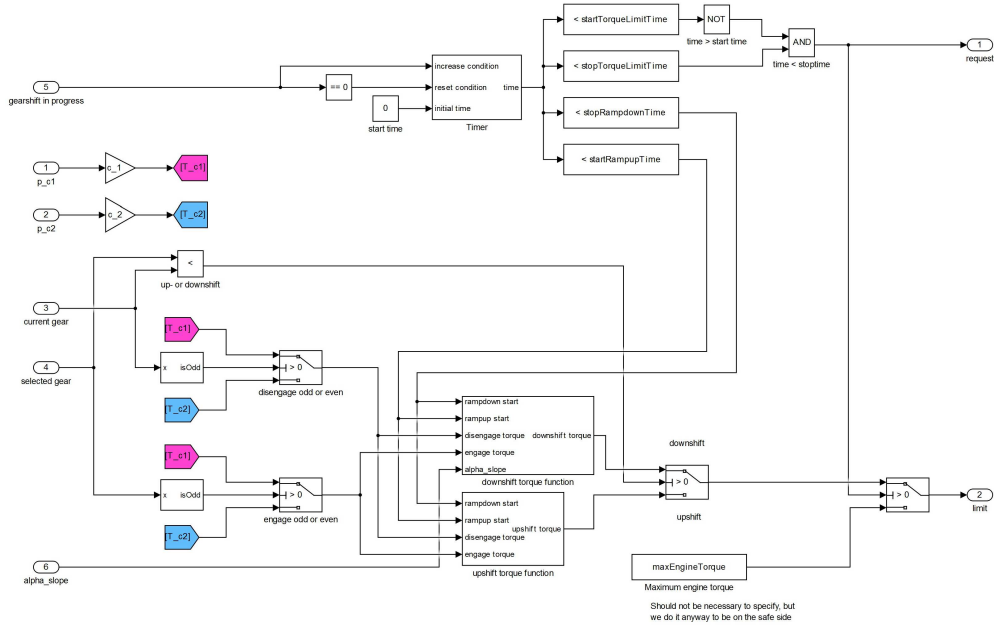 < startTorqueLimitTime
NOT
time > start time
AND
time < stoptime
1
request
< stopTorqueLimitTime
5
gearshift in progress
== 0
0
start time
increase condition
reset condition
initial time
time
Timer
< stopRampdownTime
< startRampupTime
1
p_c1
c_1
[T_c1]
2
p_c2
c_2
[T_c2]
<
up- or downshift
3
current gear
4
selected gear
[T_c1]
x
isOdd
> 0
disengage odd or even
[T_c2]
[T_c1]
x
isOdd
> 0
engage odd or even
[T_c2]
6
alpha_slope
rampdown start
rampup start
disengage torque
engage torque
alpha_slope
downshift torque
downshift torque function
rampdown start
rampup start
disengage torque
engage torque
upshift torque
upshift torque function
downshift
> 0
upshift
> 0
2
limit
maxEngineTorque
Maximum engine torque
Should not be necessary to specify, but
we do it anyway to be on the safe side